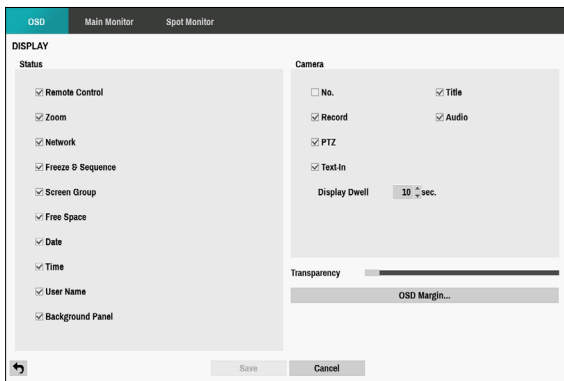 OSD Main Monitor Spot Monitor
DISPLAY
Status
Remote Control
Zoom
Network
Freeze & Sequence
Screen Group
Free Space
Date
Time
User Name
Background Panel
Camera
No. Title
Record Audio
PTZ
Text-In
Display Dwell 10 sec.
Transparency
OSD Margin...
Save Cancel